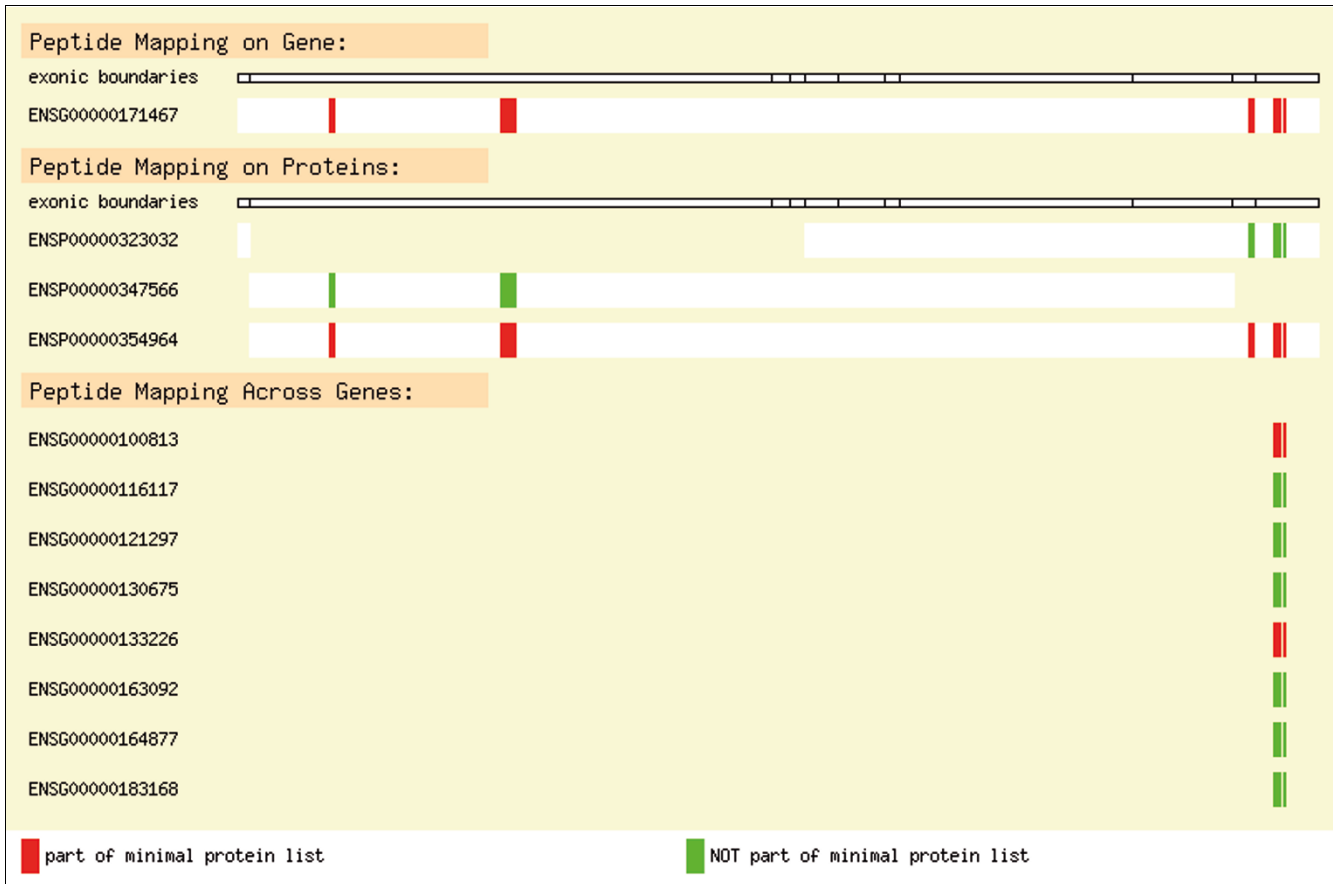 Peptide Mapping on Gene:
exonic boundaries
ENSG00000171467
Peptide Mapping on Proteins:
exonic boundaries
ENSP00000323032
ENSP00000347566
ENSP00000354964
Peptide Mapping Across Genes:
ENSG00000100813
ENSG00000116117
ENSG00000121297
ENSG00000130675
ENSG00000133226
ENSG00000163092
ENSG00000164877
ENSG00000183168
part of minimal protein list
NOT part of minimal protein list